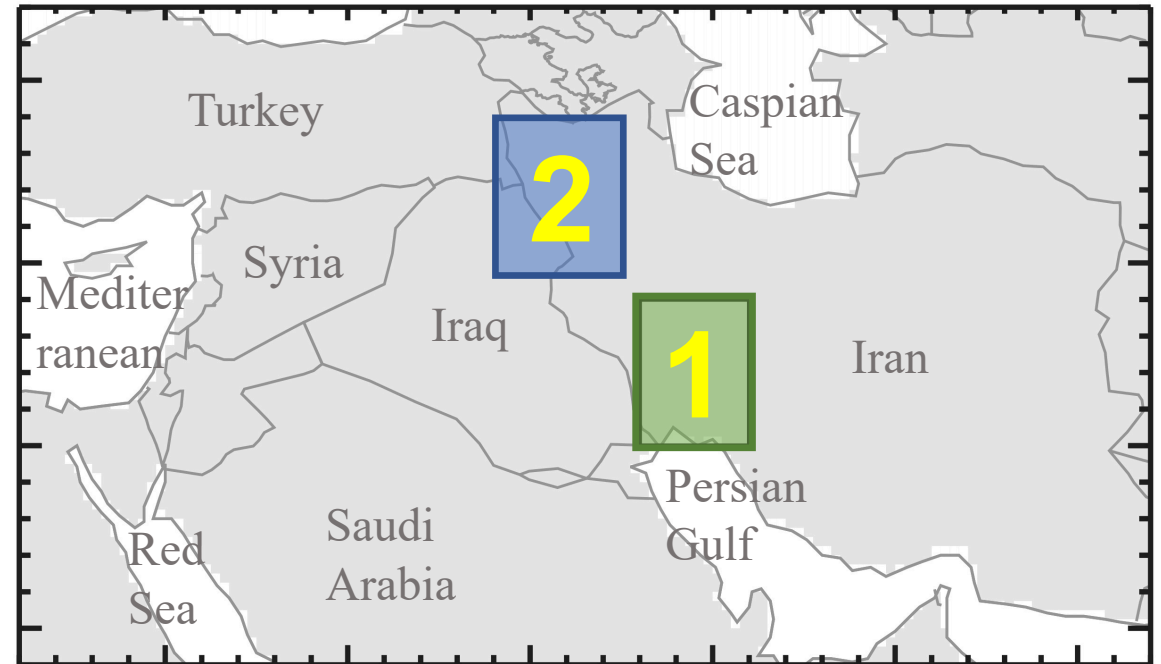 Turkey
Caspian
Sea
2
Syria
Mediter
ranean
Iraq
1
Iran
Persian
Gulf
Saudi
Arabia
Red
Sea